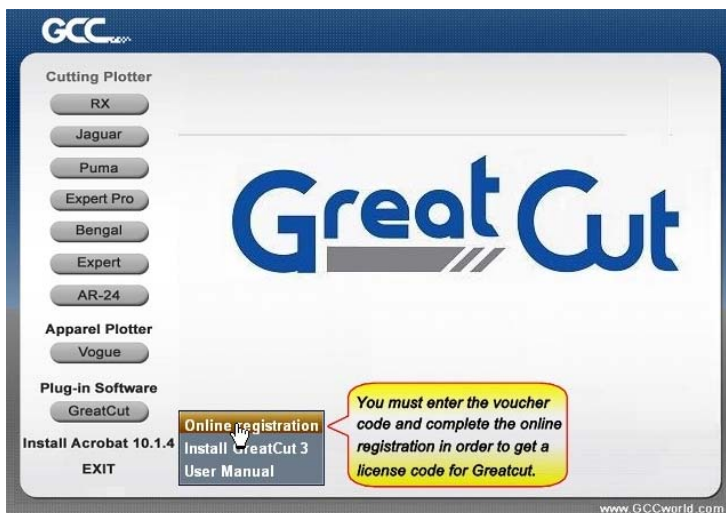 GCC
Cutting Plotter
RX
Jaguar
Puma
Expert Pro
Bengal
Expert
AR-24
Apparel Plotter
Vogue
Plug-in Software
GreatCut
Install Acrobat 10.1.4
EXIT
Great Cut
Online registration
Install GreatCut 3
User Manual
You must enter the voucher
code and complete the online
registration in order to get a
license code for Greatcut.
www.GCCworld.com